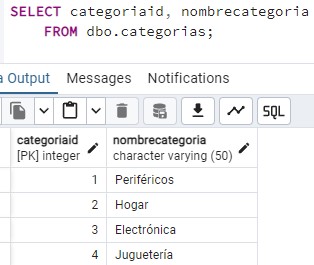 SELECT categoriaid, nombrecategoria
FROM dbo.categorias;
Output Messages Notifications
SQL
categoriaid nombrecategoria
[PK] integer character varying (50)
1 Periféricos
2 Hogar
3 Electrónica
4 Juguetería